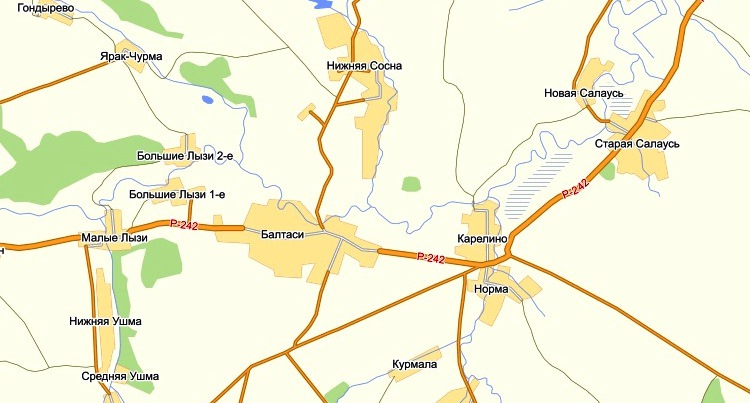 Гондырево
Ярак-Чурма
Нижняя Сосна
Новая Салаусь
Старая Салаусь
Большие Лызи 2-е
Большие Лызи 1-е
Р-242
Р-242
Малые Лызи
Балтаси
Карелино
Р-242
н
Норма
Нижняя Ушма
Курмала
Средняя Ушма